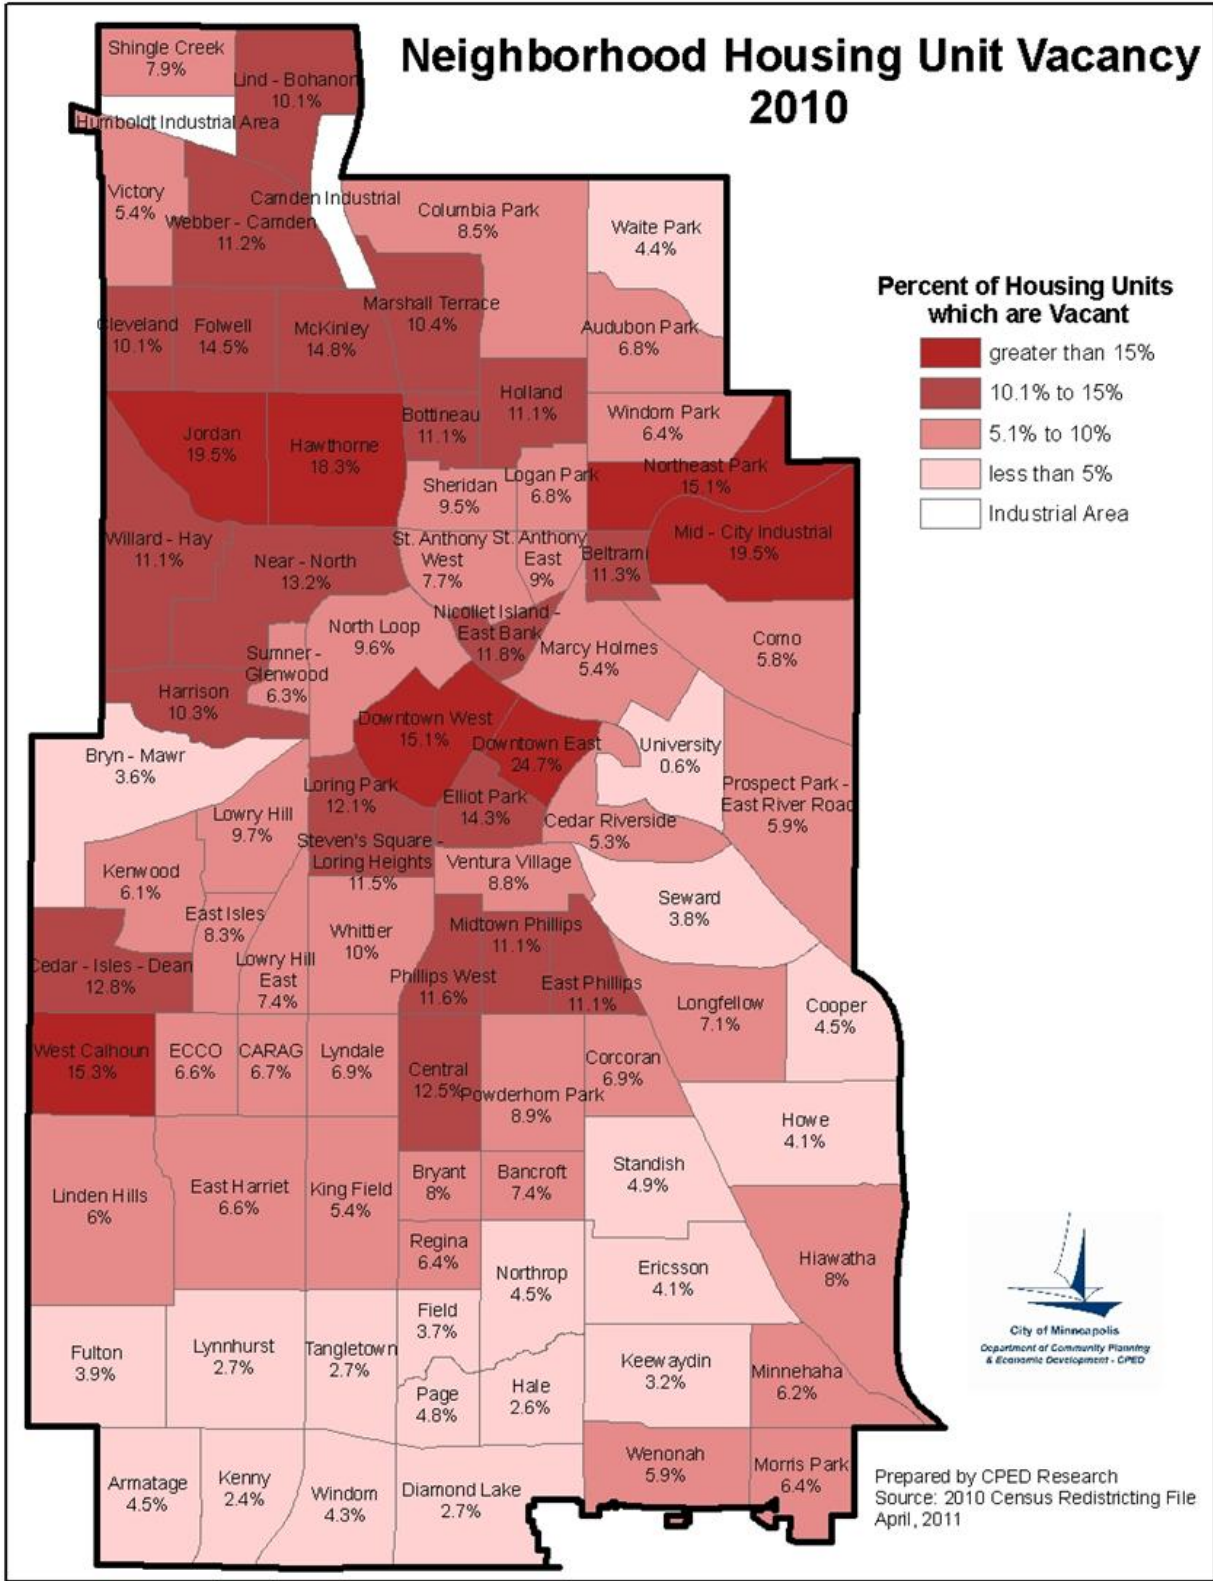 Neighborhood Housing Unit Vacancy
2010
Shingle Creek
7.9%
Lind - Bohanon
10.1%
Humboldt Industrial Area
Victory
5.4%
Camden Industrial
Webber - Camden
11.2%
Columbia Park
8.5%
Waite Park
4.4%
Cleveland
10.1%
Folwell
14.5%
McKinley
14.8%
Marshall Terrace
10.4%
Audubon Park
6.8%
Percent of Housing Units
which are Vacant
greater than 15%
10.1% to 15%
5.1% to 10%
less than 5%
Industrial Area
Jordan
19.5%
Hawthorne
18.3%
Bottineau
11.1%
Holland
11.1%
Windom Park
6.4%
Sheridan
9.5%
Logan Park
6.8%
Northeast Park
15.1%
Willard - Hay
11.1%
Near - North
13.2%
St. Anthony
West
7.7%
St. Anthony
East
9%
Beltrami
11.3%
Mid - City Industrial
19.5%
Nicollet Island -
East Bank
11.8%
North Loop
9.6%
Sumner -
Glenwood
6.3%
Marcy Holmes
5.4%
Como
5.8%
Harrison
10.3%
Downtown West
15.1%
Downtown East
24.7%
University
0.6%
Bryn - Mawr
3.6%
Loring Park
12.1%
Elliot Park
14.3%
Prospect Park -
East River Road
5.9%
Lowry Hill
9.7%
Cedar Riverside
5.3%
Steven's Square -
Loring Heights
11.5%
Ventura Village
8.8%
Kenwood
6.1%
Seward
3.8%
East Isles
8.3%
Whittier
10%
Midtown Phillips
11.1%
Cedar - Isles - Dean
12.8%
Lowry Hill
East
7.4%
Phillips West
11.6%
East Phillips
11.1%
Longfellow
7.1%
Cooper
4.5%
West Calhoun
15.3%
ECCO
6.6%
CARAG
6.7%
Lyndale
6.9%
Central
12.5%
Powderhorn Park
8.9%
Corcoran
6.9%
Howe
4.1%
Linden Hills
6%
East Harriet
6.6%
King Field
5.4%
Bryant
8%
Bancroft
7.4%
Standish
4.9%
Regina
6.4%
Northrop
4.5%
Ericsson
4.1%
Hiawatha
8%
Fulton
3.9%
Lynnhurst
2.7%
Tangletown
2.7%
Field
3.7%
Page
4.8%
Hale
2.6%
Keewaydin
3.2%
Minnehaha
6.2%
City of Minneapolis
Department of Community Planning
& Economic Development - CPED
Armatage
4.5%
Kenny
2.4%
Windom
4.3%
Diamond Lake
2.7%
Wenonah
5.9%
Morris Park
6.4%
Prepared by CPED Research
Source: 2010 Census Redistricting File
April, 2011